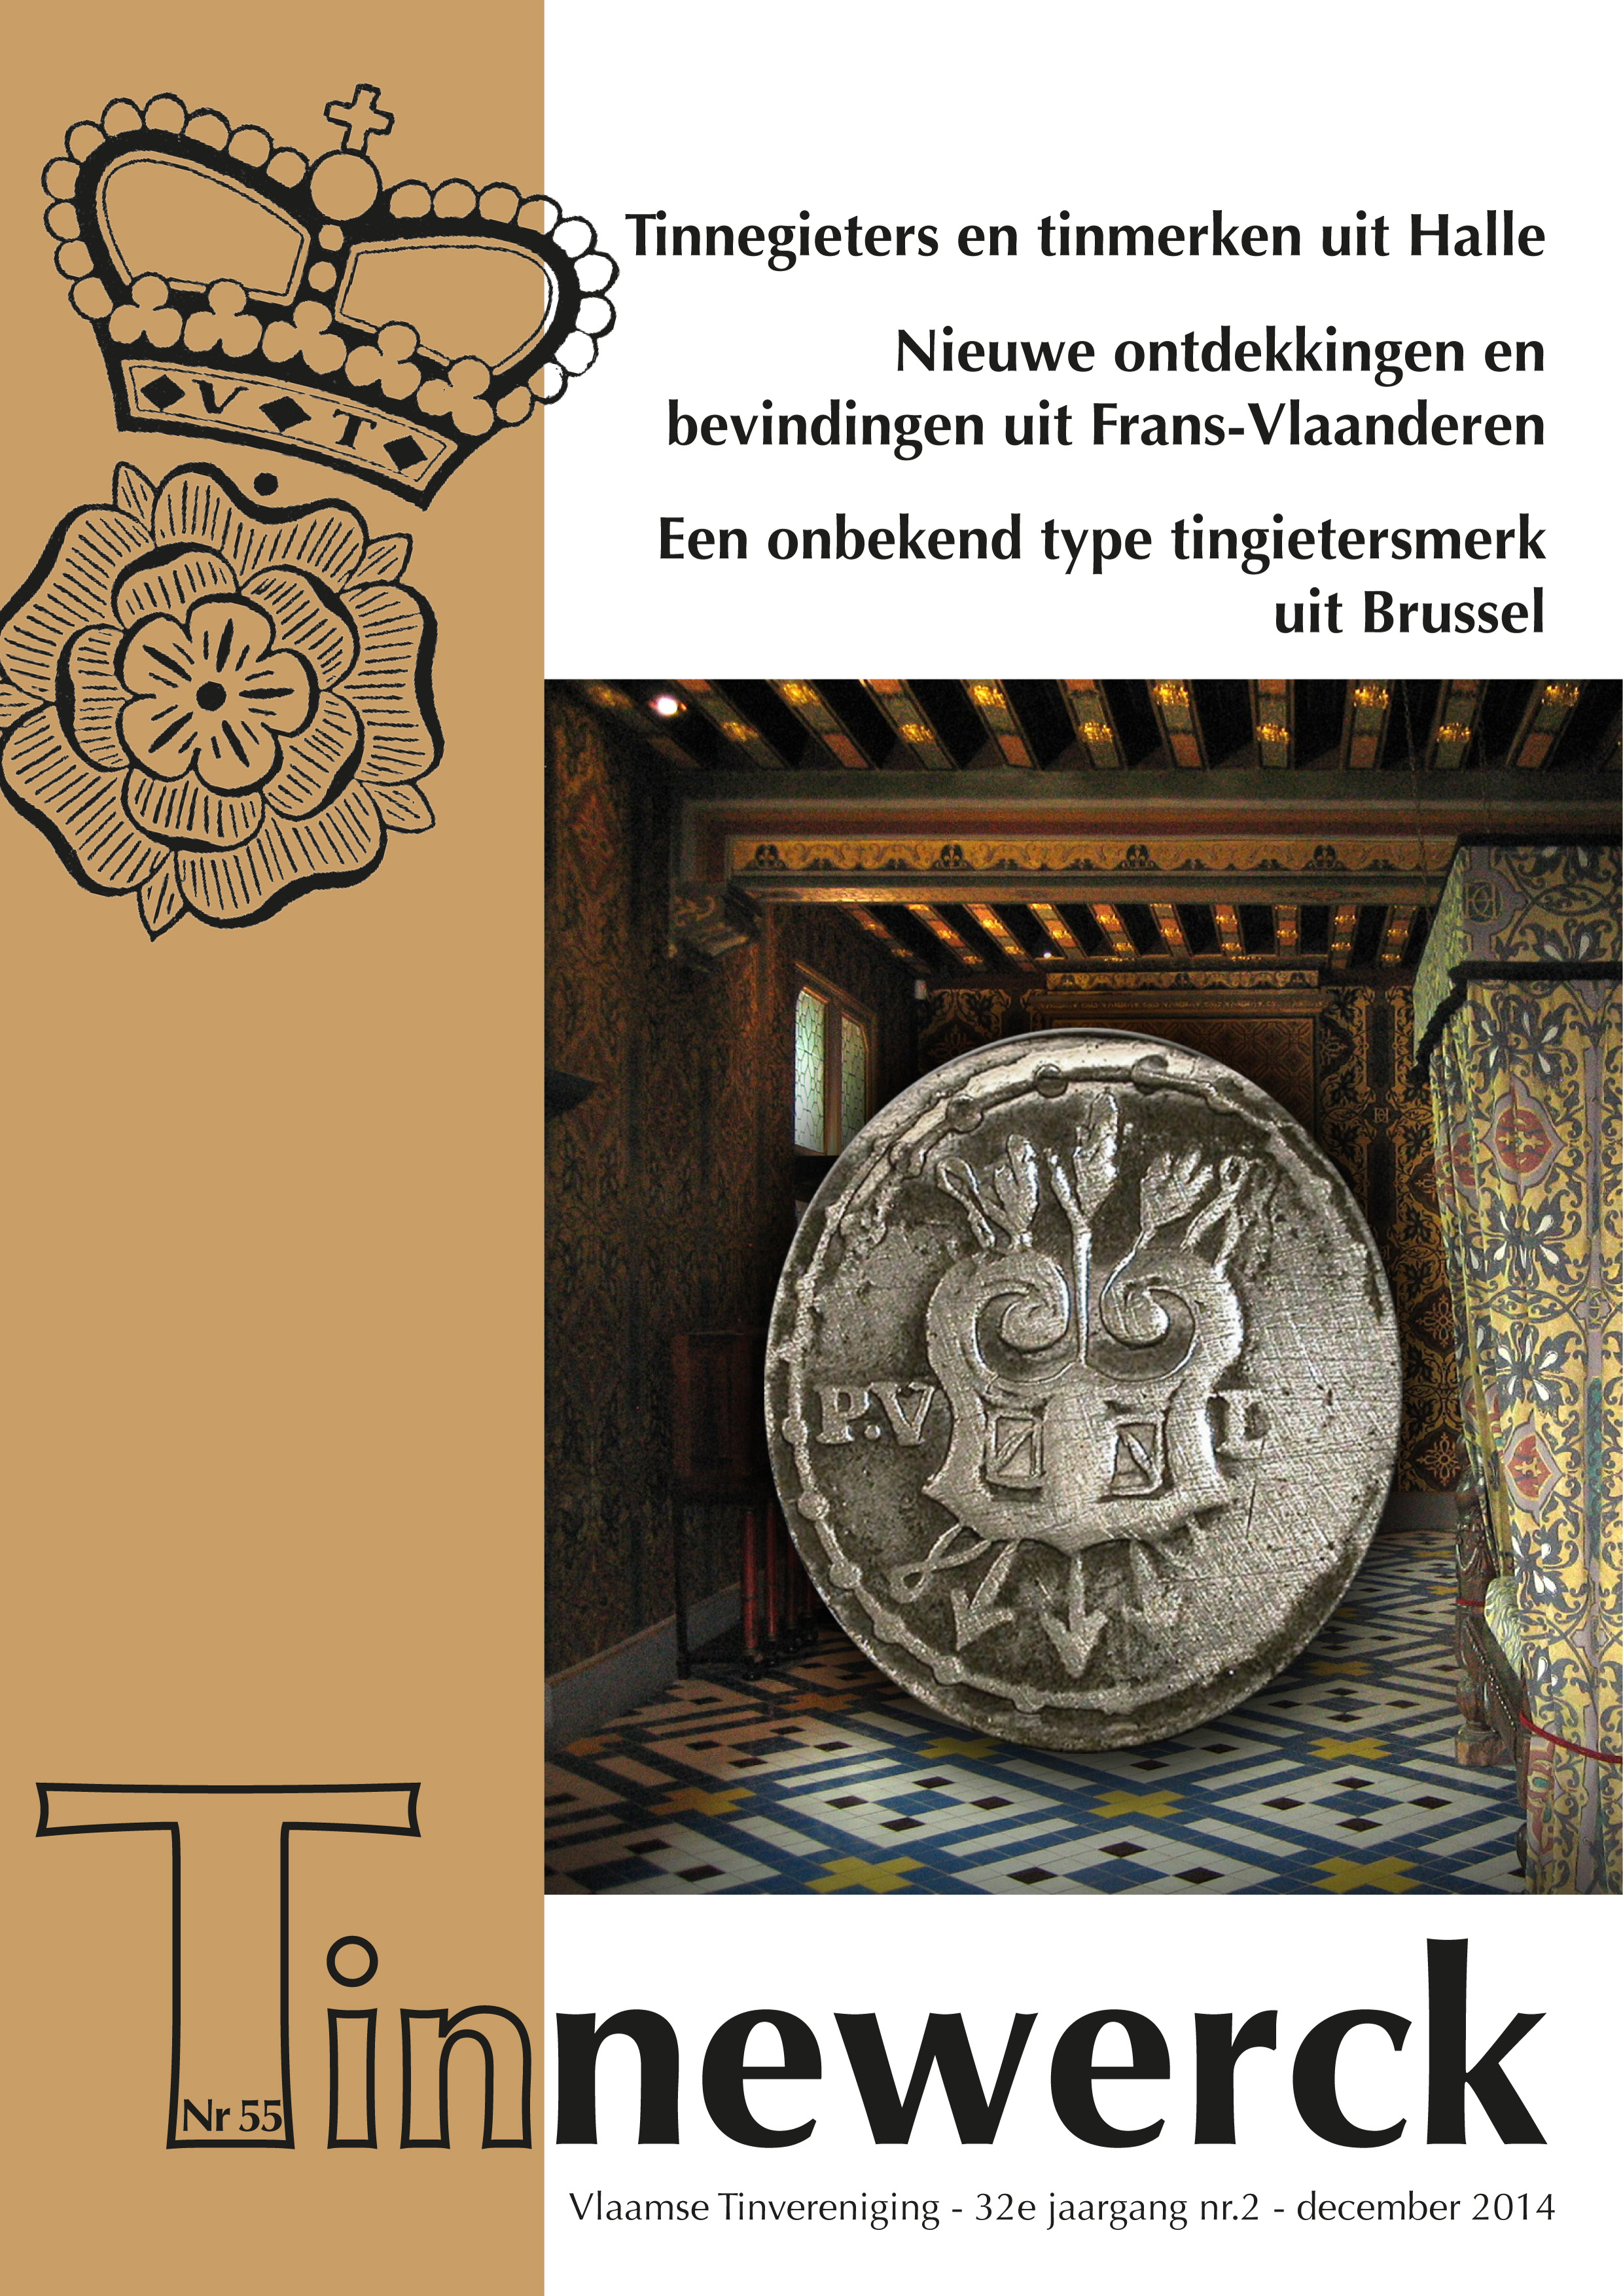 Tinnegieters en tinmerken uit Halle
Nieuwe ontdekkingen en
bevindingen uit Frans-Vlaanderen
Een onbekend type tingietersmerk
uit Brussel
V T
P.V D
Tinnewerck
Nr 55
Vlaamse Tinvereniging - 32e jaargang nr.2 - december 2014